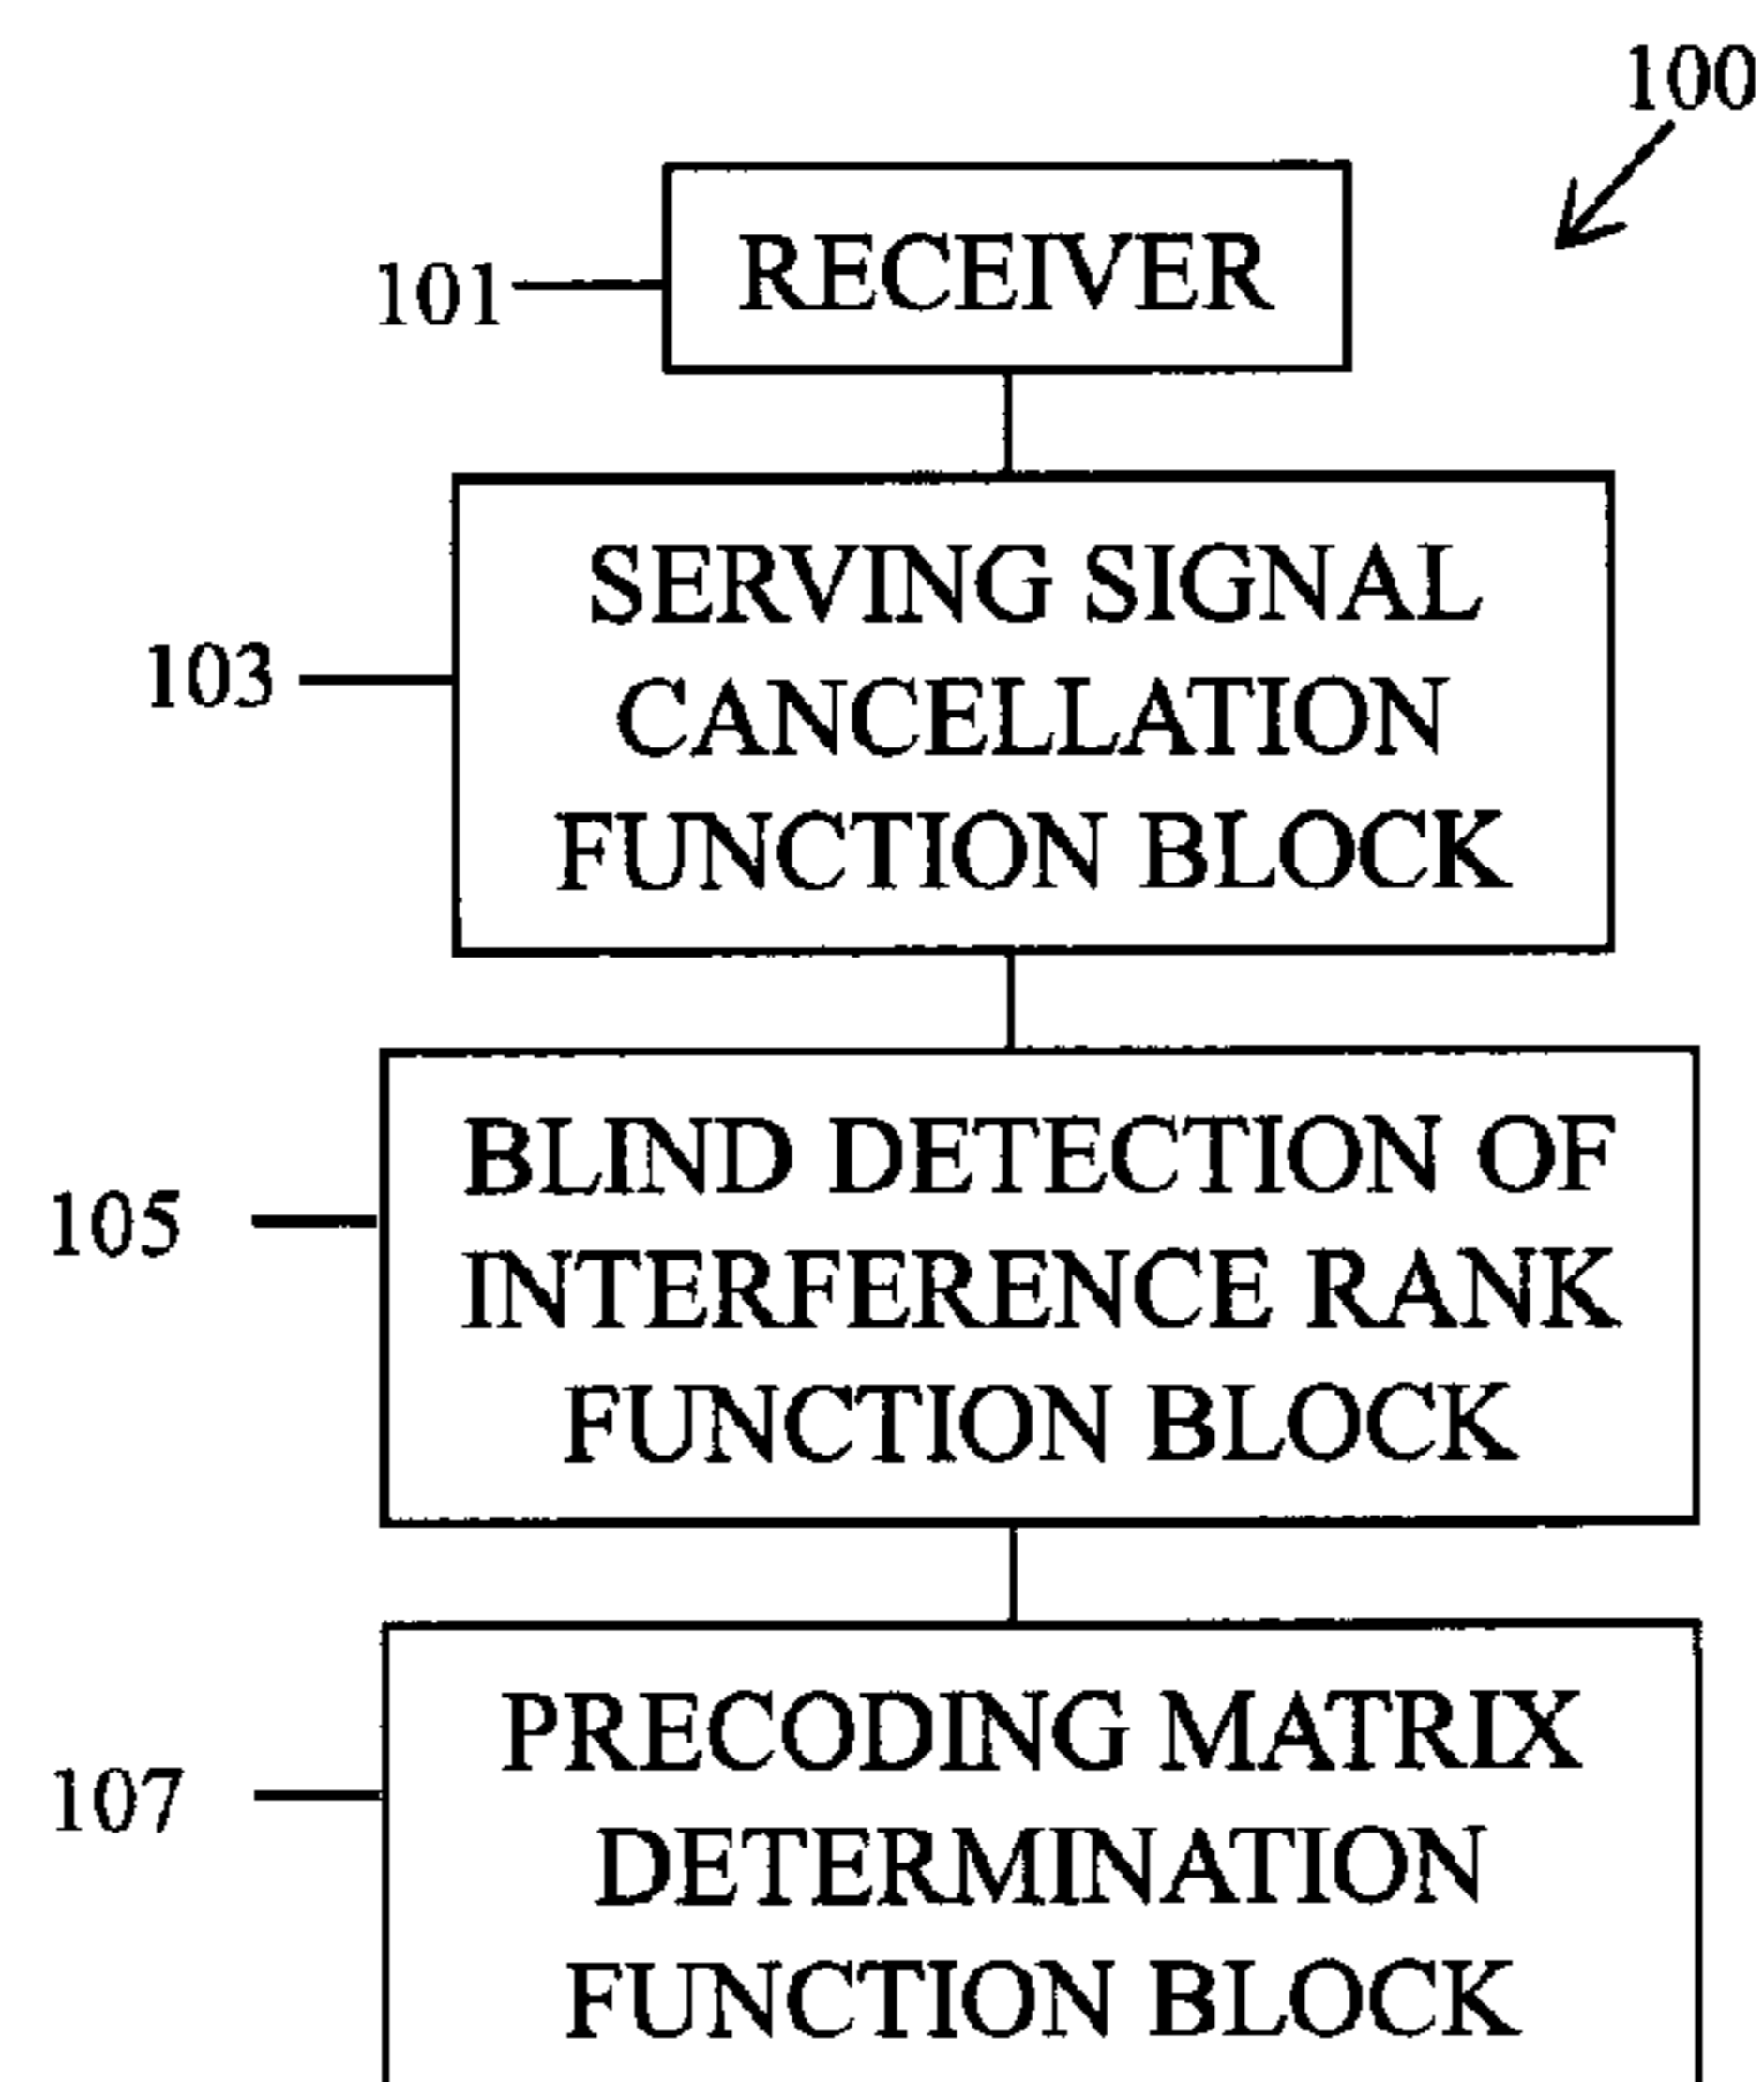 100
RECEIVER
101
SERVING SIGNAL
CANCELLATION
FUNCTION BLOCK
103
BLIND DETECTION OF
INTERFERENCE RANK
FUNCTION BLOCK
105
PRECODING MATRIX
DETERMINATION
FUNCTION BLOCK
107